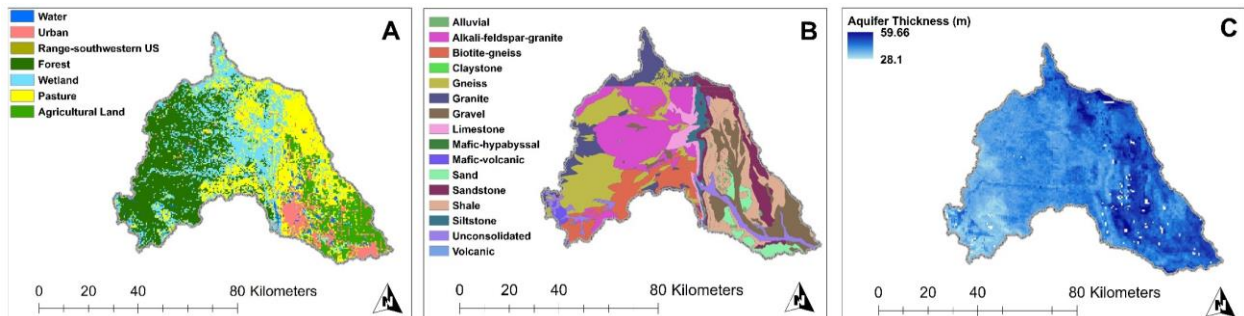 Water
Urban
Range-southwestern US
Forest
Wetland
Pasture
Agricultural Land
A
0 20 40 80 Kilometers
N
Alluvial
Alkali-feldspar-granite
Biotite-gneiss
Claystone
Gneiss
Granite
Gravel
Limestone
Mafic-hypabyssal
Mafic-volcanic
Sand
Sandstone
Shale
Siltstone
Unconsolidated
Volcanic
B
0 20 40 80 Kilometers
N
Aquifer Thickness (m)
59.66
28.1
C
0 20 40 80 Kilometers
N